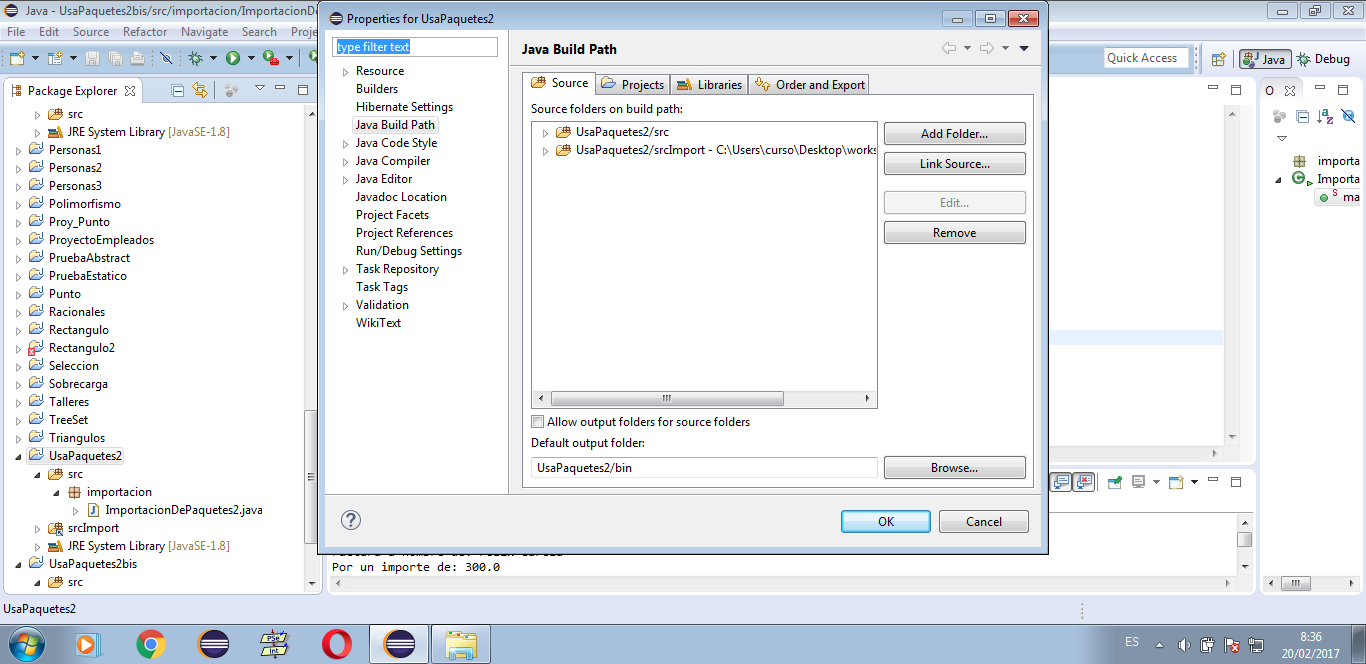 Java - UsaPaquetes2bis/src/importacion/ImportacionDe
Properties for UsaPaquetes2
File Edit Source Refactor Navigate Search Proje
Quick Access
Java
Debug
Package Explorer
src
JRE System Library [JavaSE-1.8]
Personas1
Personas2
Personas3
Polimorfismo
Proy_Punto
ProyectoEmpleados
PruebaAbstract
PruebaEstatico
Punto
Racionales
Rectangulo
Rectangulo2
Seleccion
Sobrecarga
Talleres
TreeSet
Triangulos
UsaPaquetes2
src
importacion
ImportacionDePaquetes2.java
srcImport
JRE System Library [JavaSE-1.8]
UsaPaquetes2bis
src
type filter text
Resource
Builders
Hibernate Settings
Java Build Path
Java Code Style
Java Compiler
Java Editor
Javadoc Location
Project Facets
Project References
Run/Debug Settings
Task Repository
Task Tags
Validation
WikiText
Java Build Path
Source Projects Libraries Order and Export
Source folders on build path:
UsaPaquetes2/src
UsaPaquetes2/srcImport - C:\Users\curso\Desktop\works
Add Folder...
Link Source...
Edit...
Remove
Allow output folders for source folders
Default output folder:
UsaPaquetes2/bin
Browse...
OK
Cancel
O
importa
Importa
S
ma
Por un importe de: 300.0
UsaPaquetes2
PSe
Int
ES
8:36
20/02/2017